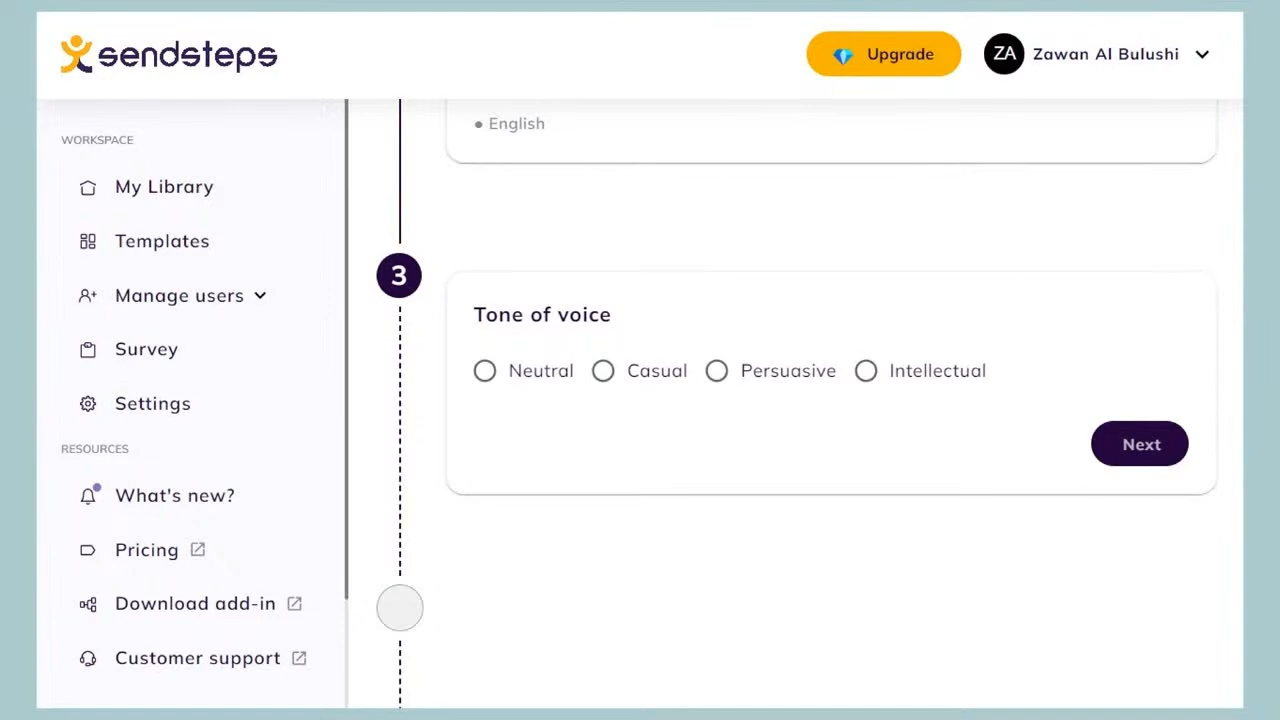 sendsteps
Upgrade
ZA
Zawan Al Bulushi
WORKSPACE
My Library
Templates
Manage users
Survey
Settings
RESOURCES
What's new?
Pricing
Download add-in
Customer support
• English
3
Tone of voice
Neutral Casual Persuasive Intellectual
Next